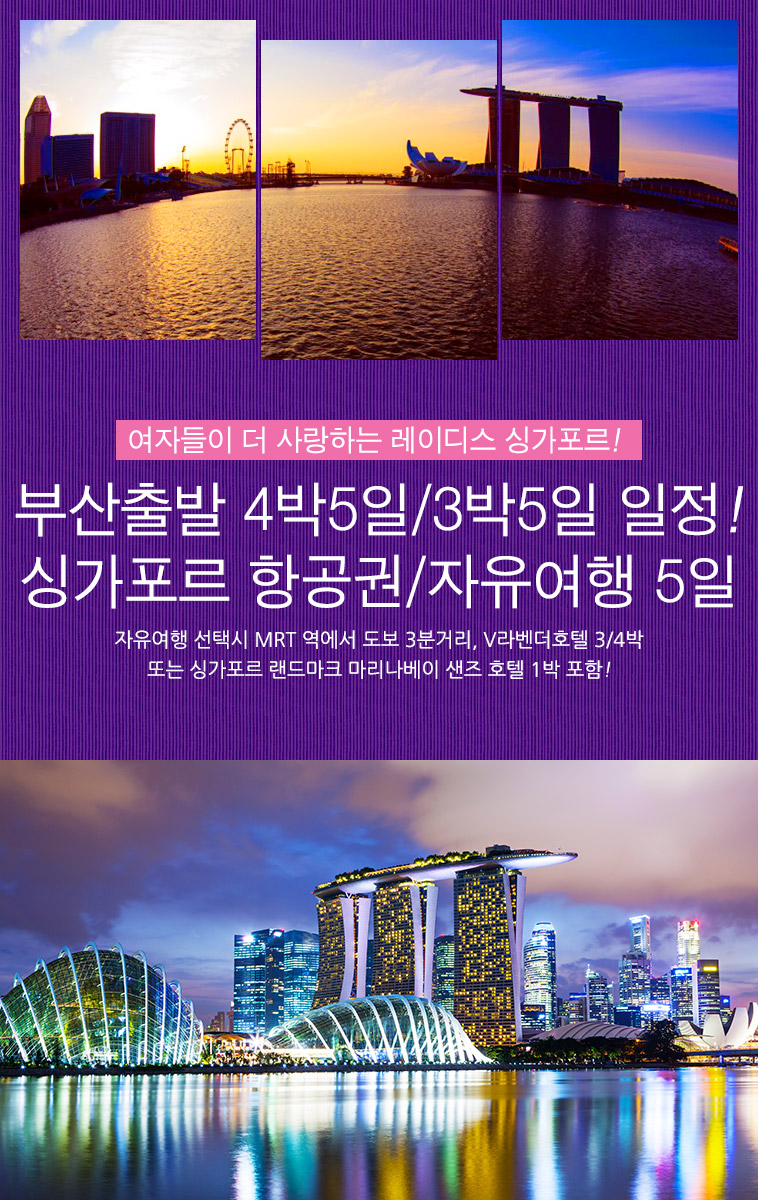 여자들이 더 사랑하는 레이디스 싱가포르!
부산출발 4박5일/3박5일 일정!
싱가포르 항공권/자유여행 5일
자유여행 선택시 MRT 역에서 도보 3분거리, V라벤더호텔 3/4박
또는 싱가포르 랜드마크 마리나베이 샌즈 호텔 1박 포함!